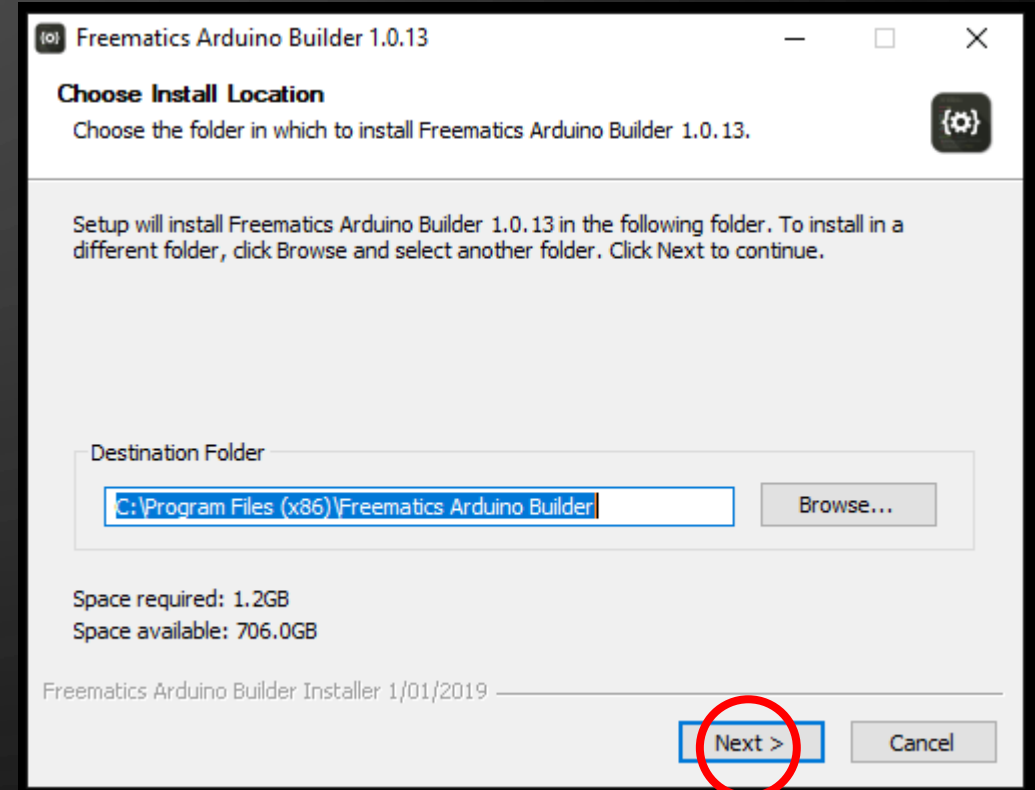 Freematics Arduino Builder 1.0.13
Choose Install Location
Choose the folder in which to install Freematics Arduino Builder 1.0.13.
Setup will install Freematics Arduino Builder 1.0.13 in the following folder. To install in a
different folder, click Browse and select another folder. Click Next to continue.
Destination Folder
C:\Program Files (x86)\Freematics Arduino Builder
Browse...
Space required: 1.2GB
Space available: 706.0GB
Freematics Arduino Builder Installer 1/01/2019
Next >
Cancel